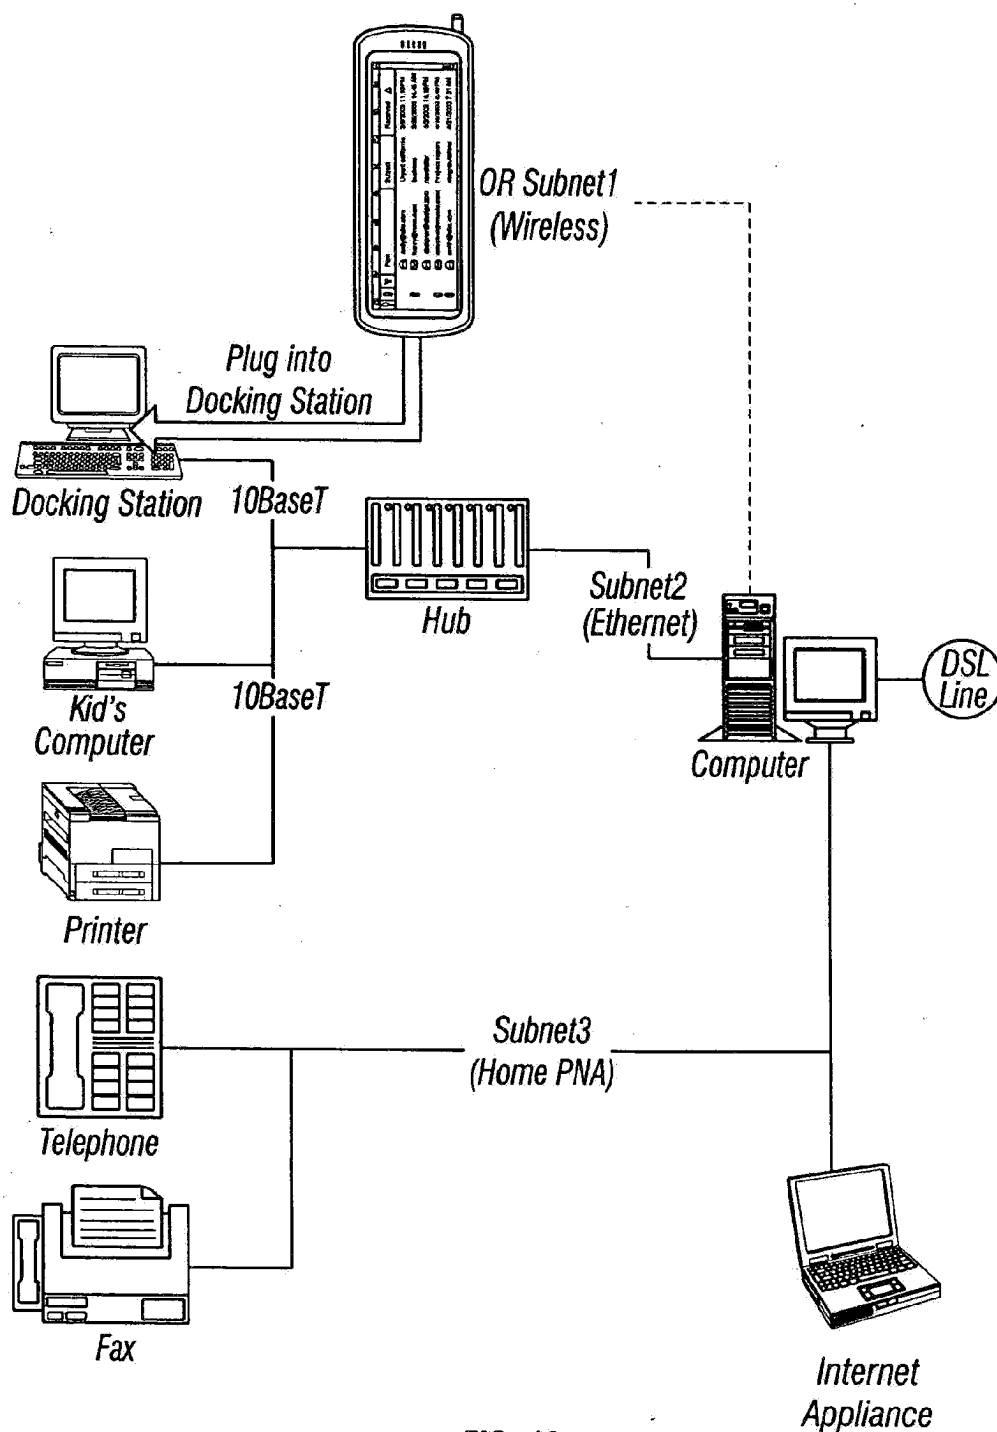 OR Subnet1
(Wireless)
Plug into
Docking Station
Docking Station
10BaseT
Hub
Subnet2
(Ethernet)
DSL
Line
Kid's
Computer
10BaseT
Computer
Printer
Subnet3
(Home PNA)
Telephone
Fax
Internet
Appliance